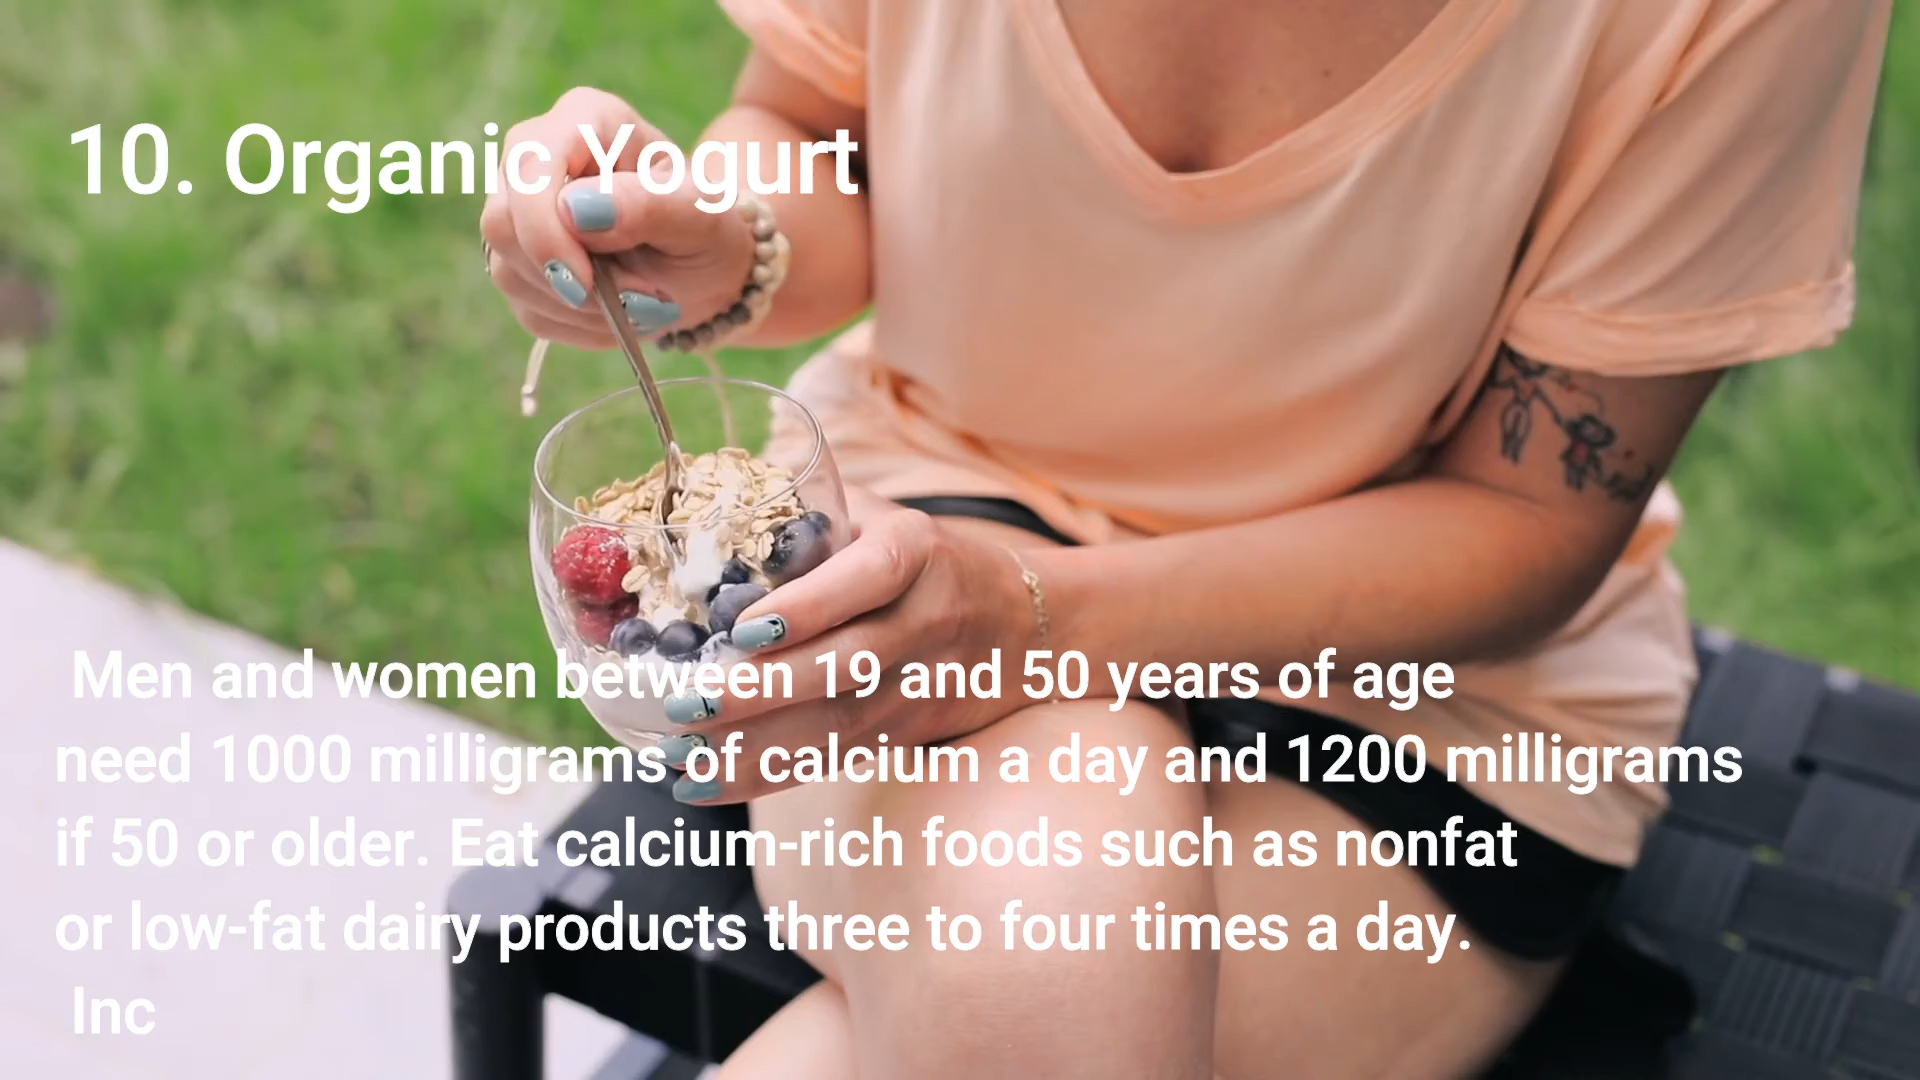 10. Organic Yogurt
Men and women between 19 and 50 years of age
need 1000 milligrams of calcium a day and 1200 milligrams
if 50 or older. Eat calcium-rich foods such as nonfat
or low-fat dairy products three to four times a day.
Inc